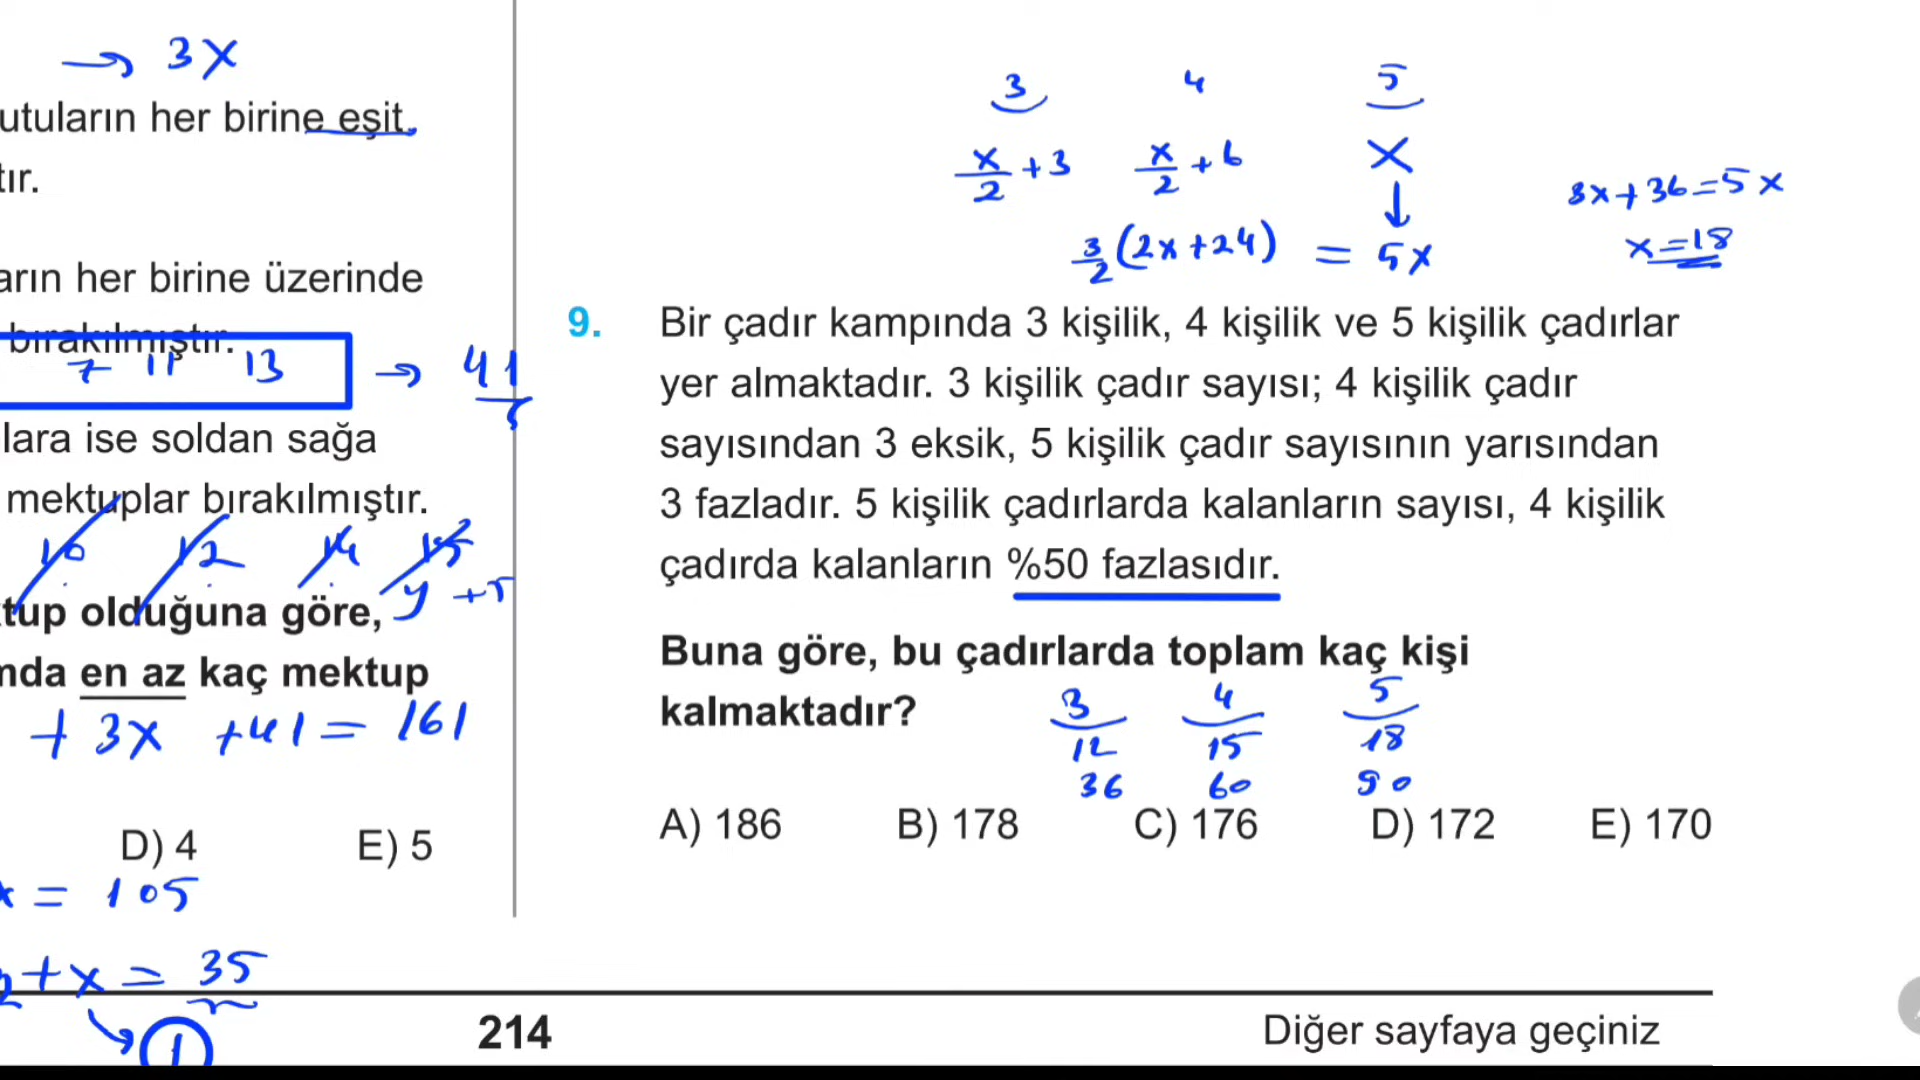 → 3x
utuların her birine eşit
tır.
arın her birine üzerinde
bırakılmıştır.
7 11 13 → 41
lara ise soldan sağa
mektuplar bırakılmıştır.
10 12 14 15
y +5
tup olduğuna göre,
nda en az kaç mektup
+ 3x +41 = 161
D) 4 E) 5
x = 105
+x = 35
1
3 4 5
x/2 + 3 x/2 + 6 x
3/2 (2x+24) = 5x
3x+36=5x
x=18
9. Bir çadır kampında 3 kişilik, 4 kişilik ve 5 kişilik çadırlar
yer almaktadır. 3 kişilik çadır sayısı; 4 kişilik çadır
sayısından 3 eksik, 5 kişilik çadır sayısının yarısından
3 fazladır. 5 kişilik çadırlarda kalanların sayısı, 4 kişilik
çadırda kalanların %50 fazlasıdır.
Buna göre, bu çadırlarda toplam kaç kişi
kalmaktadır?
3 4 5
12 15 18
36 60 90
A) 186 B) 178 C) 176 D) 172 E) 170
214
Diğer sayfaya geçiniz